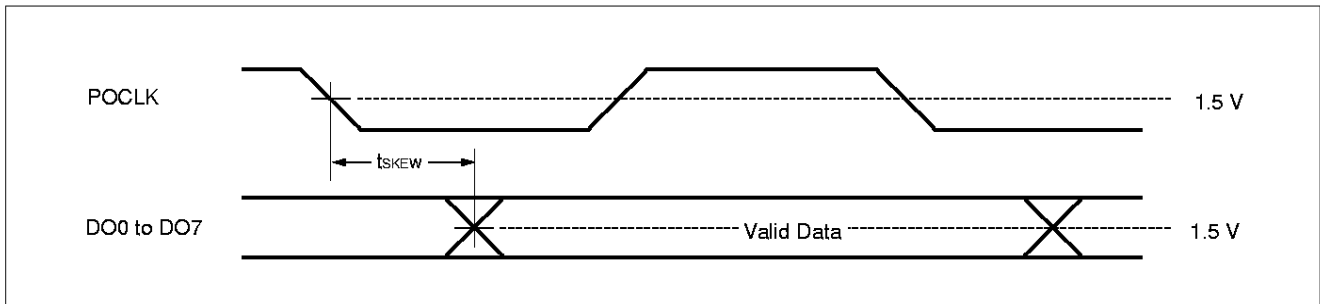 POCLK
1.5 V
tSKEW
DO0 to DO7
Valid Data
1.5 V